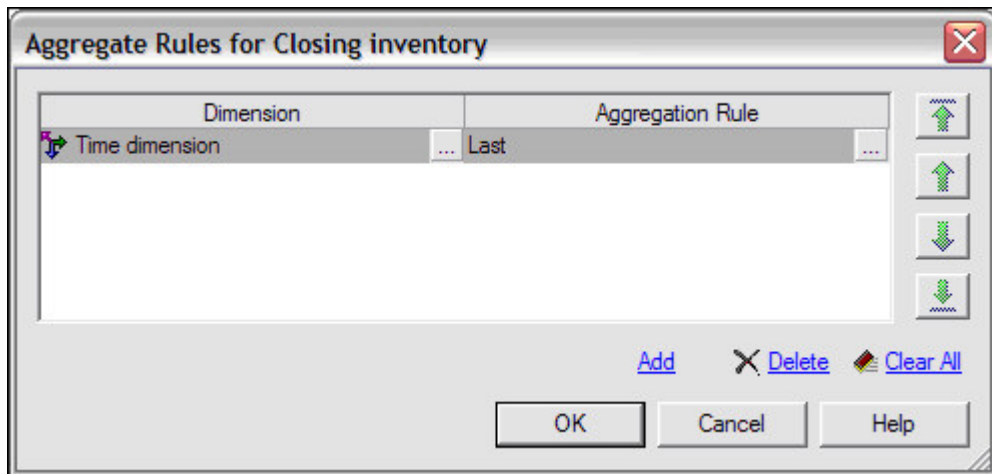 Aggregate Rules for Closing inventory
Dimension Aggregation Rule
Time dimension ... Last ...
Add Delete Clear All
OK Cancel Help